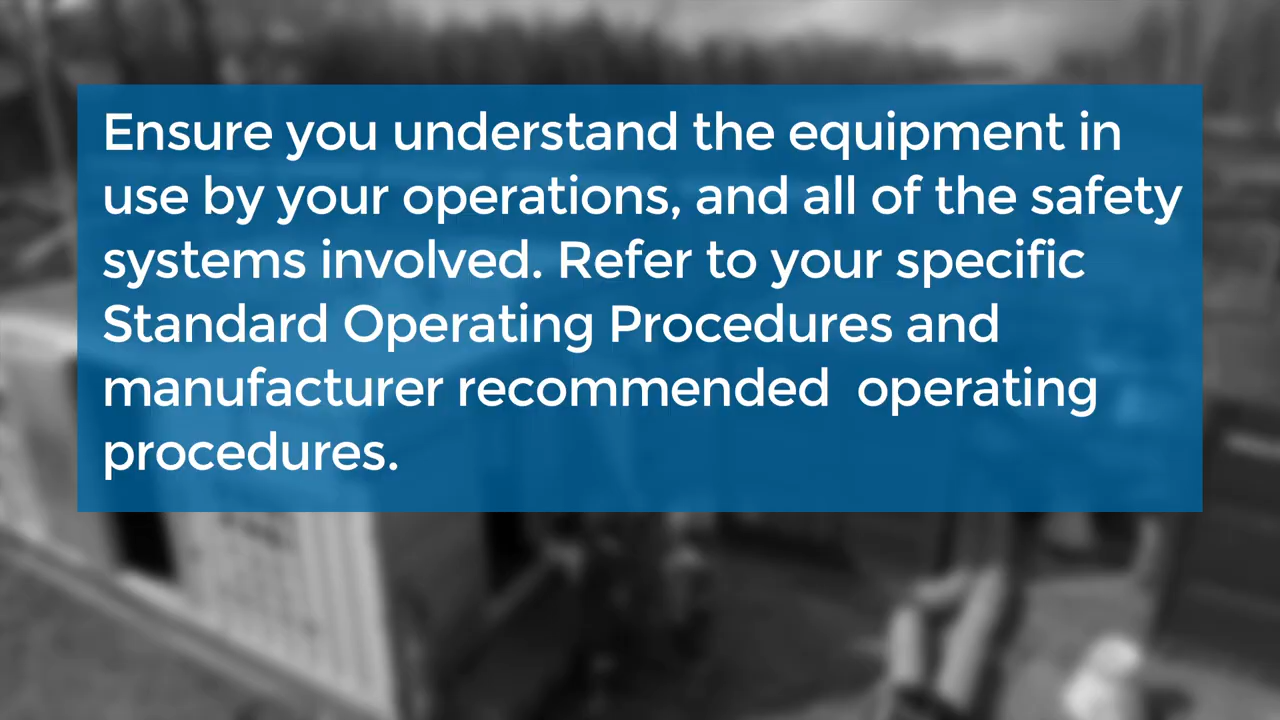 Ensure you understand the equipment in
use by your operations, and all of the safety
systems involved. Refer to your specific
Standard Operating Procedures and
manufacturer recommended  operating
procedures.